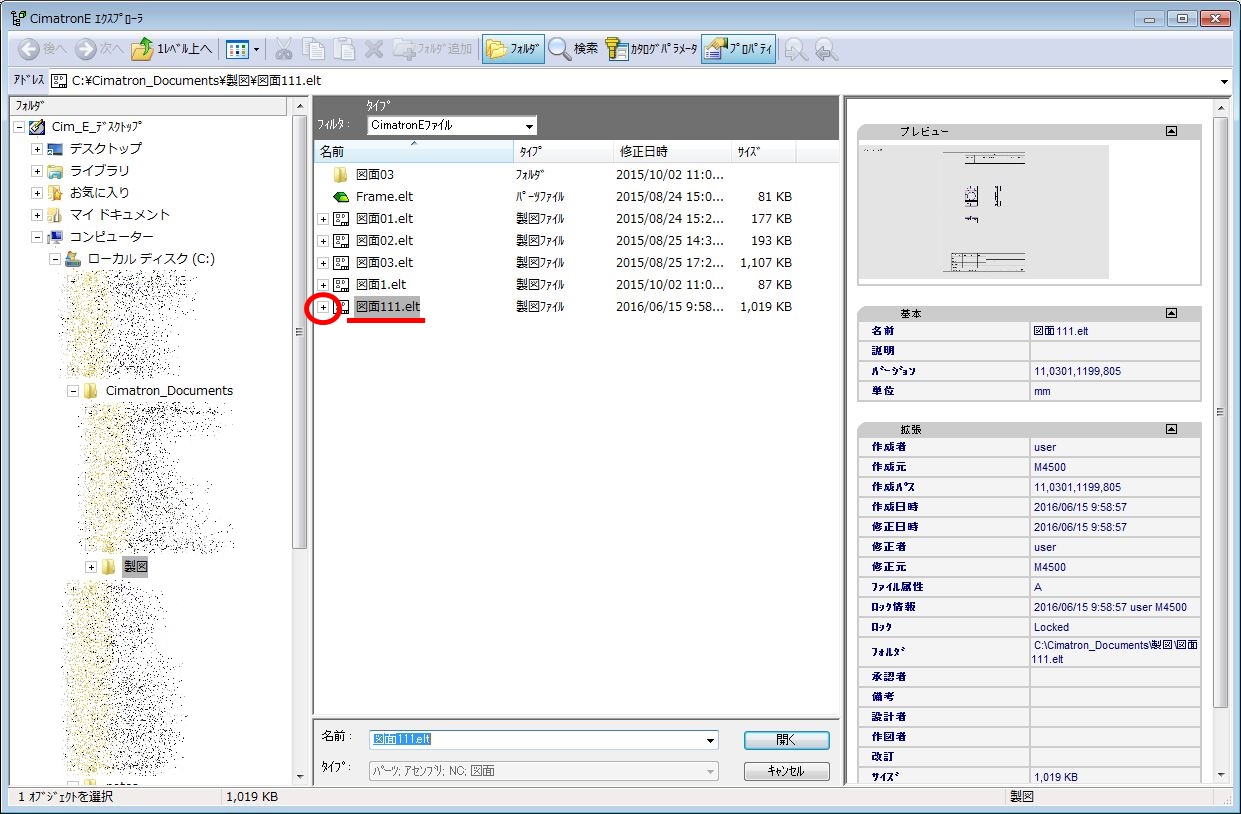 CimatronE ｴｸｽﾌﾟﾛｰﾗ
後へ 次へ 1ﾚﾍﾞﾙ上へ ﾌｫﾙﾀﾞ追加 ﾌｫﾙﾀﾞ 検索 ｶﾀﾛｸﾞﾊﾟﾗﾒｰﾀ ﾌﾟﾛﾊﾟﾃｨ
ｱﾄﾞﾚｽ C:¥Cimatron_Documents¥製図¥図面111.elt
ﾌｫﾙﾀﾞ
Cim_E_ﾃﾞｽｸﾄｯﾌﾟ
デスクトップ
ライブラリ
お気に入り
マイ ドキュメント
コンピューター
ローカル ディスク (C:)
Cimatron_Documents
製図
ﾀｲﾌﾟ
ﾌｨﾙﾀ: CimatronEﾌｧｲﾙ
名前 ﾀｲﾌﾟ 修正日時 ｻｲｽﾞ
図面03 ﾌｫﾙﾀﾞ 2015/10/02 11:0...
Frame.elt ﾊﾟｰﾂﾌｧｲﾙ 2015/08/24 15:0... 81 KB
図面01.elt 製図ﾌｧｲﾙ 2015/08/24 15:2... 177 KB
図面02.elt 製図ﾌｧｲﾙ 2015/08/25 14:3... 193 KB
図面03.elt 製図ﾌｧｲﾙ 2015/08/25 17:2... 1,107 KB
図面1.elt 製図ﾌｧｲﾙ 2015/10/02 11:0... 87 KB
図面111.elt 製図ﾌｧｲﾙ 2016/06/15 9:58... 1,019 KB
名前: 図面111.elt 開く
ﾀｲﾌﾟ: ﾊﾟｰﾂ; ｱｾﾝﾌﾞﾘ; NC; 図面 ｷｬﾝｾﾙ
プレビュー
基本
名前 図面111.elt
説明
ﾊﾞｰｼﾞｮﾝ 11,0301,1199,805
単位 mm
拡張
作成者 user
作成元 M4500
作成ﾊﾟｽ 11,0301,1199,805
作成日時 2016/06/15 9:58:57
修正日時 2016/06/15 9:58:57
修正者 user
修正元 M4500
ﾌｧｲﾙ属性 A
ﾛｯｸ情報 2016/06/15 9:58:57 user M4500
ﾛｯｸ Locked
ﾌｫﾙﾀﾞ C:\Cimatron_Documents\製図\図面
111.elt
承認者
備考
設計者
作図者
改訂
ｻｲｽﾞ 1,019 KB
1 ｵﾌﾞｼﾞｪｸﾄを選択 1,019 KB 製図